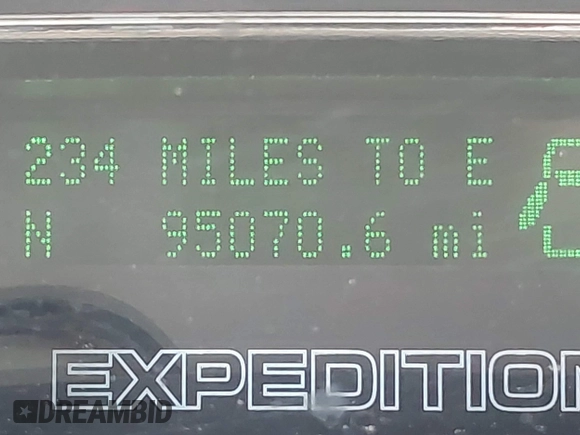 234 MILES TO E
N 95070.6 mi
EXPEDITION
DREAMBID